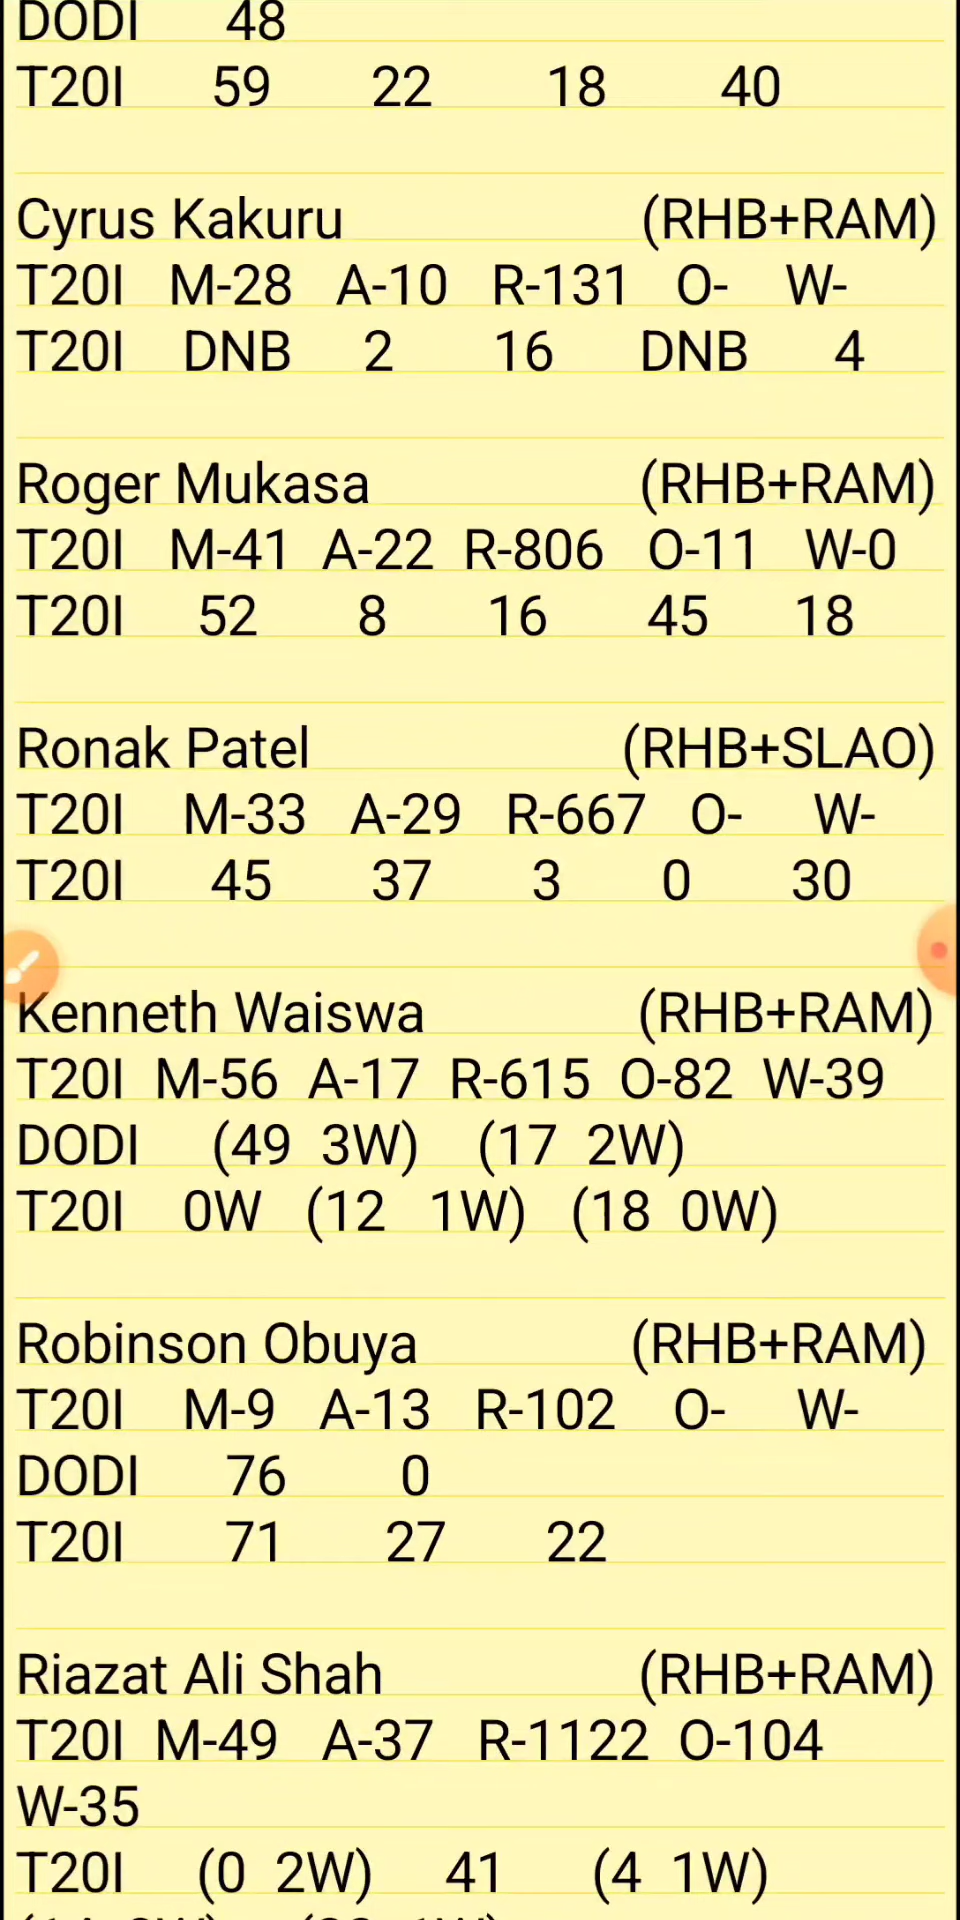 DODI 48
T20I 59 22 18 40
Cyrus Kakuru (RHB+RAM)
T20I M-28 A-10 R-131 O- W-
T20I DNB 2 16 DNB 4
Roger Mukasa (RHB+RAM)
T20I M-41 A-22 R-806 O-11 W-0
T20I 52 8 16 45 18
Ronak Patel (RHB+SLAO)
T20I M-33 A-29 R-667 O- W-
T20I 45 37 3 0 30
Kenneth Waiswa (RHB+RAM)
T20I M-56 A-17 R-615 O-82 W-39
DODI (49 3W) (17 2W)
T20I 0W (12 1W) (18 0W)
Robinson Obuya (RHB+RAM)
T20I M-9 A-13 R-102 O- W-
DODI 76 0
T20I 71 27 22
Riazat Ali Shah (RHB+RAM)
T20I M-49 A-37 R-1122 O-104
W-35
T20I (0 2W) 41 (4 1W)